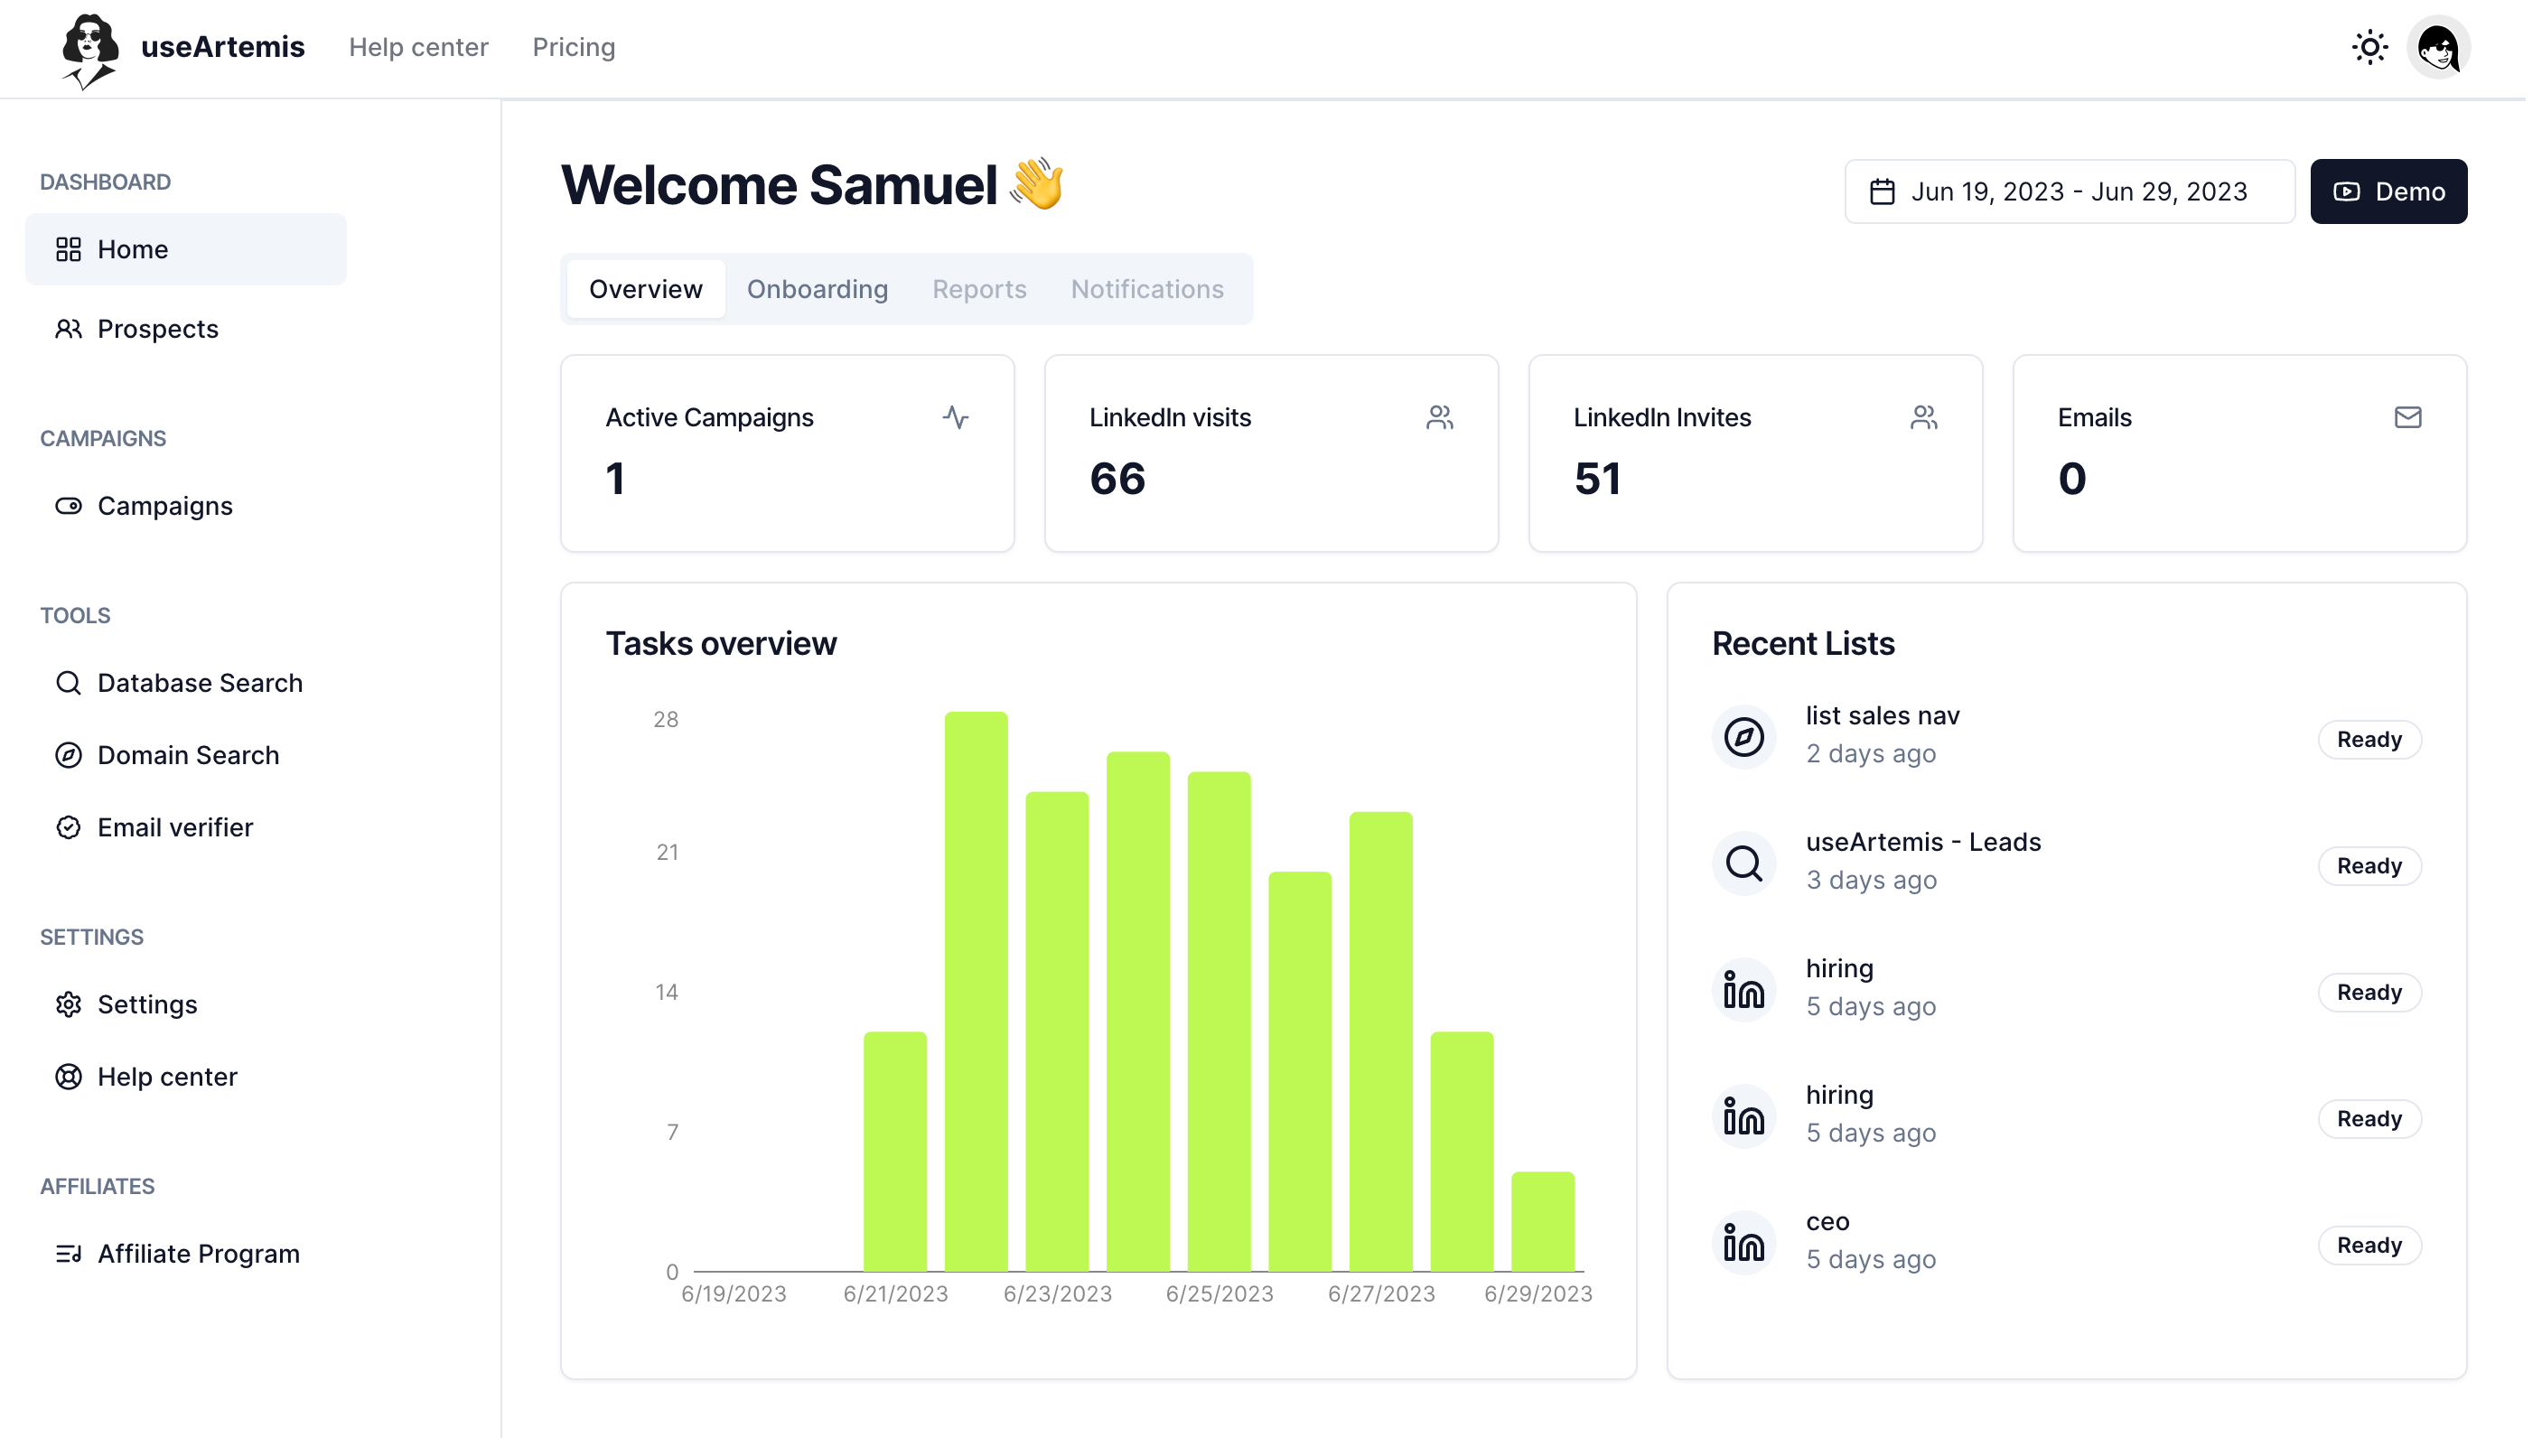 useArtemis
Help center
Pricing
DASHBOARD
Home
Prospects
CAMPAIGNS
Campaigns
TOOLS
Database Search
Domain Search
Email verifier
SETTINGS
Settings
Help center
AFFILIATES
Affiliate Program
Welcome Samuel 👋
Jun 19, 2023 - Jun 29, 2023
Demo
Overview
Onboarding
Reports
Notifications
Active Campaigns
1
LinkedIn visits
66
LinkedIn Invites
51
Emails
0
Tasks overview
28
21
14
7
0
6/19/2023
6/21/2023
6/23/2023
6/25/2023
6/27/2023
6/29/2023
Recent Lists
list sales nav
2 days ago
Ready
useArtemis - Leads
3 days ago
Ready
hiring
5 days ago
Ready
hiring
5 days ago
Ready
ceo
5 days ago
Ready